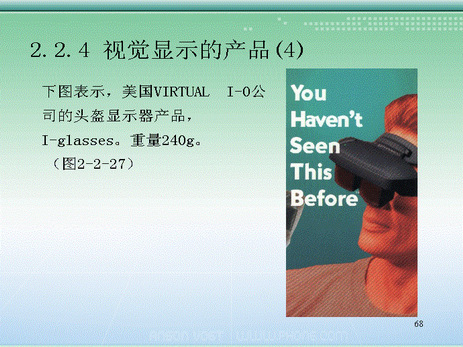 2.2.4 视觉显示的产品(4)
下图表示，美国VIRTUAL I-O公
司的头盔显示器产品，
I-glasses。重量240g。
（图2-2-27）
You
Haven't
Seen
This
Before
68